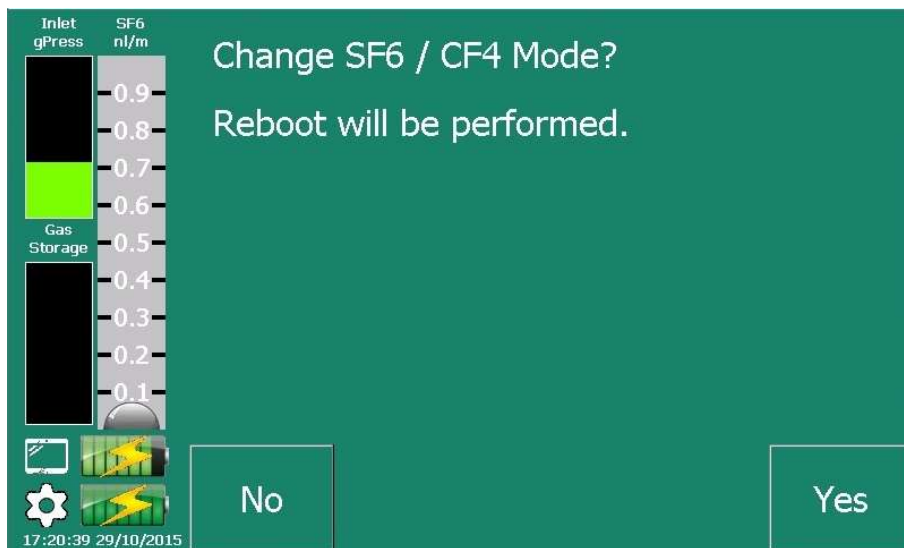 Inlet
gPress
SF6
nl/m
0.9
0.8
0.7
0.6
0.5
0.4
0.3
0.2
0.1
Gas
Storage
17:20:39 29/10/2015
Change SF6 / CF4 Mode?
Reboot will be performed.
No
Yes